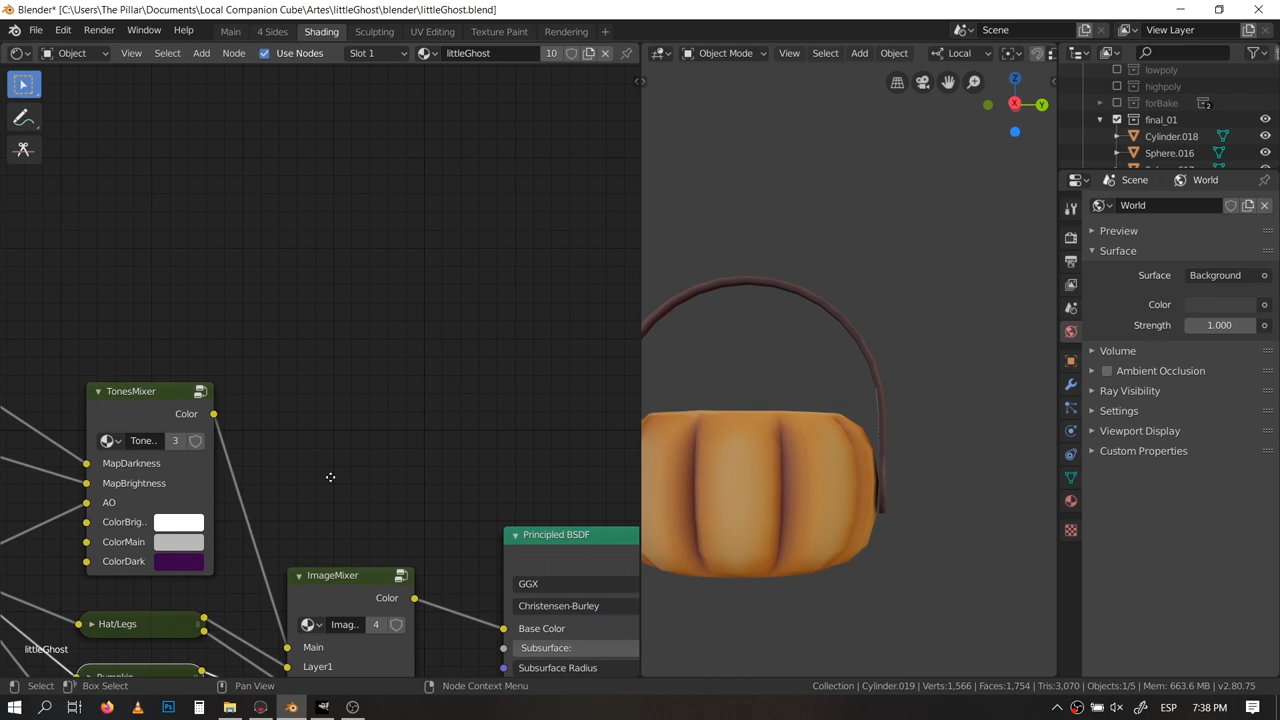 Blender* [C:\Users\The Pillar\Documents\Local Companion Cube\Artes\littleGhost\blender\littleGhost.blend]
File Edit Render Window Help Main 4 Sides Shading Sculpting UV Editing Texture Paint Rendering Scene View Layer
Object View Select Add Node Use Nodes Slot 1 littleGhost 10 Object Mode View Select Add Object Local
lowpoly
highpoly
forBake 2
final_01
Cylinder.018
Sphere.016
Z
X Y
Scene World
World
Preview
Surface
Surface Background
Color
Strength 1.000
Volume
Ambient Occlusion
Ray Visibility
Settings
Viewport Display
Custom Properties
TonesMixer
Color
Tone.. 3
MapDarkness
MapBrightness
AO
ColorBrig..
ColorMain
ColorDark
Hat/Legs
littleGhost
ImageMixer
Color
Imag.. 4
Main
Layer1
Principled BSDF
GGX
Christensen-Burley
Base Color
Subsurface:
Subsurface Radius
Select Box Select Pan View Node Context Menu Collection | Cylinder.019 | Verts:1,566 | Faces:1,754 | Tris:3,070 | Objects:1/5 | Mem: 663.6 MB | v2.80.75
ESP 7:38 PM